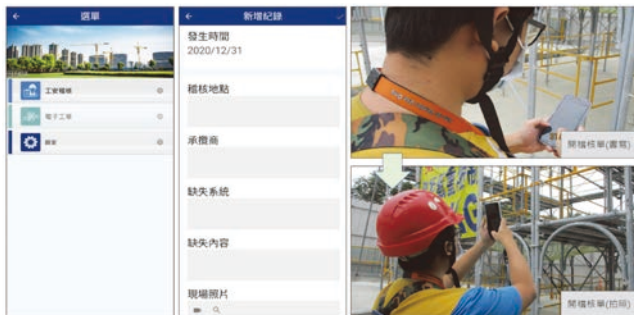 選單
工安稽核
電子工單
新增紀錄
發生時間
2020/12/31
稽核地點
承攬商
缺失系統
缺失內容
現場照片
開稽核單(書寫)
開稽核單(拍照)